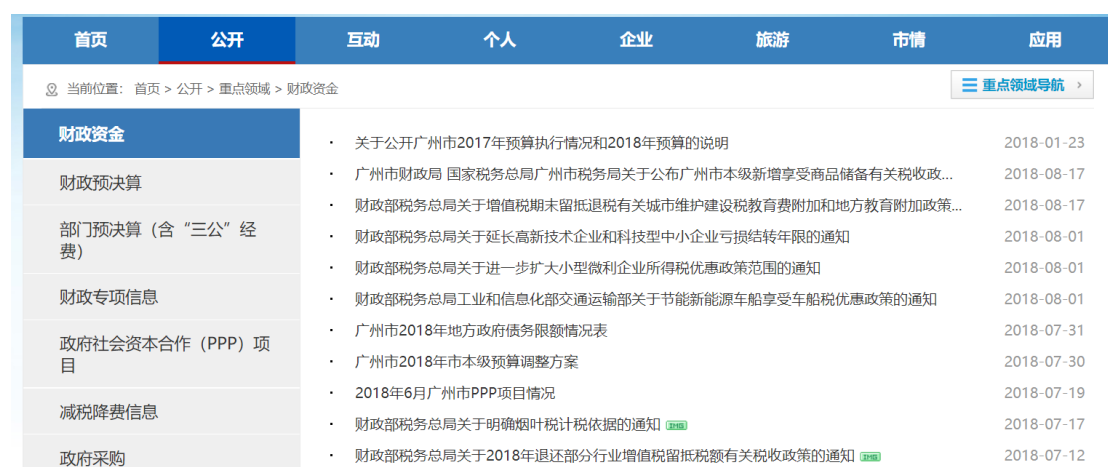 首页 公开 互动 个人 企业 旅游 市情 应用
当前位置： 首页 > 公开 > 重点领域 > 财政资金
重点领域导航 >
财政资金
财政预决算
部门预决算（含“三公”经
费）
财政专项信息
政府社会资本合作（PPP）项
目
减税降费信息
政府采购
· 关于公开广州市2017年预算执行情况和2018年预算的说明 2018-01-23
· 广州市财政局 国家税务总局广州市税务局关于公布广州市本级新增享受商品储备有关税收政... 2018-08-17
· 财政部税务总局关于增值税期末留抵退税有关城市维护建设税教育费附加和地方教育附加政策... 2018-08-17
· 财政部税务总局关于延长高新技术企业和科技型中小企业亏损结转年限的通知 2018-08-01
· 财政部税务总局关于进一步扩大小型微利企业所得税优惠政策范围的通知 2018-08-01
· 财政部税务总局工业和信息化部交通运输部关于节能新能源车船享受车船税优惠政策的通知 2018-08-01
· 广州市2018年地方政府债务限额情况表 2018-07-31
· 广州市2018年市本级预算调整方案 2018-07-30
· 2018年6月广州市PPP项目情况 2018-07-19
· 财政部税务总局关于明确烟叶税计税依据的通知 IMG 2018-07-17
· 财政部税务总局关于2018年退还部分行业增值税留抵税额有关税收政策的通知 IMG 2018-07-12